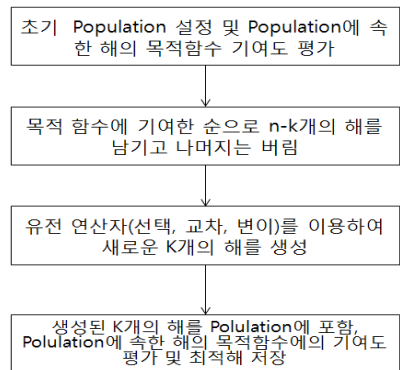 초기 Population 설정 및 Population에 속
한 해의 목적함수 기여도 평가
목적 함수에 기여한 순으로 n-k개의 해를
남기고 나머지는 버림
유전 연산자(선택, 교차, 변이)를 이용하여
새로운 K개의 해를 생성
생성된 K개의 해를 Polulation에 포함,
Polulation에 속한 해의 목적함수에의 기여도
평가 및 최적해 저장